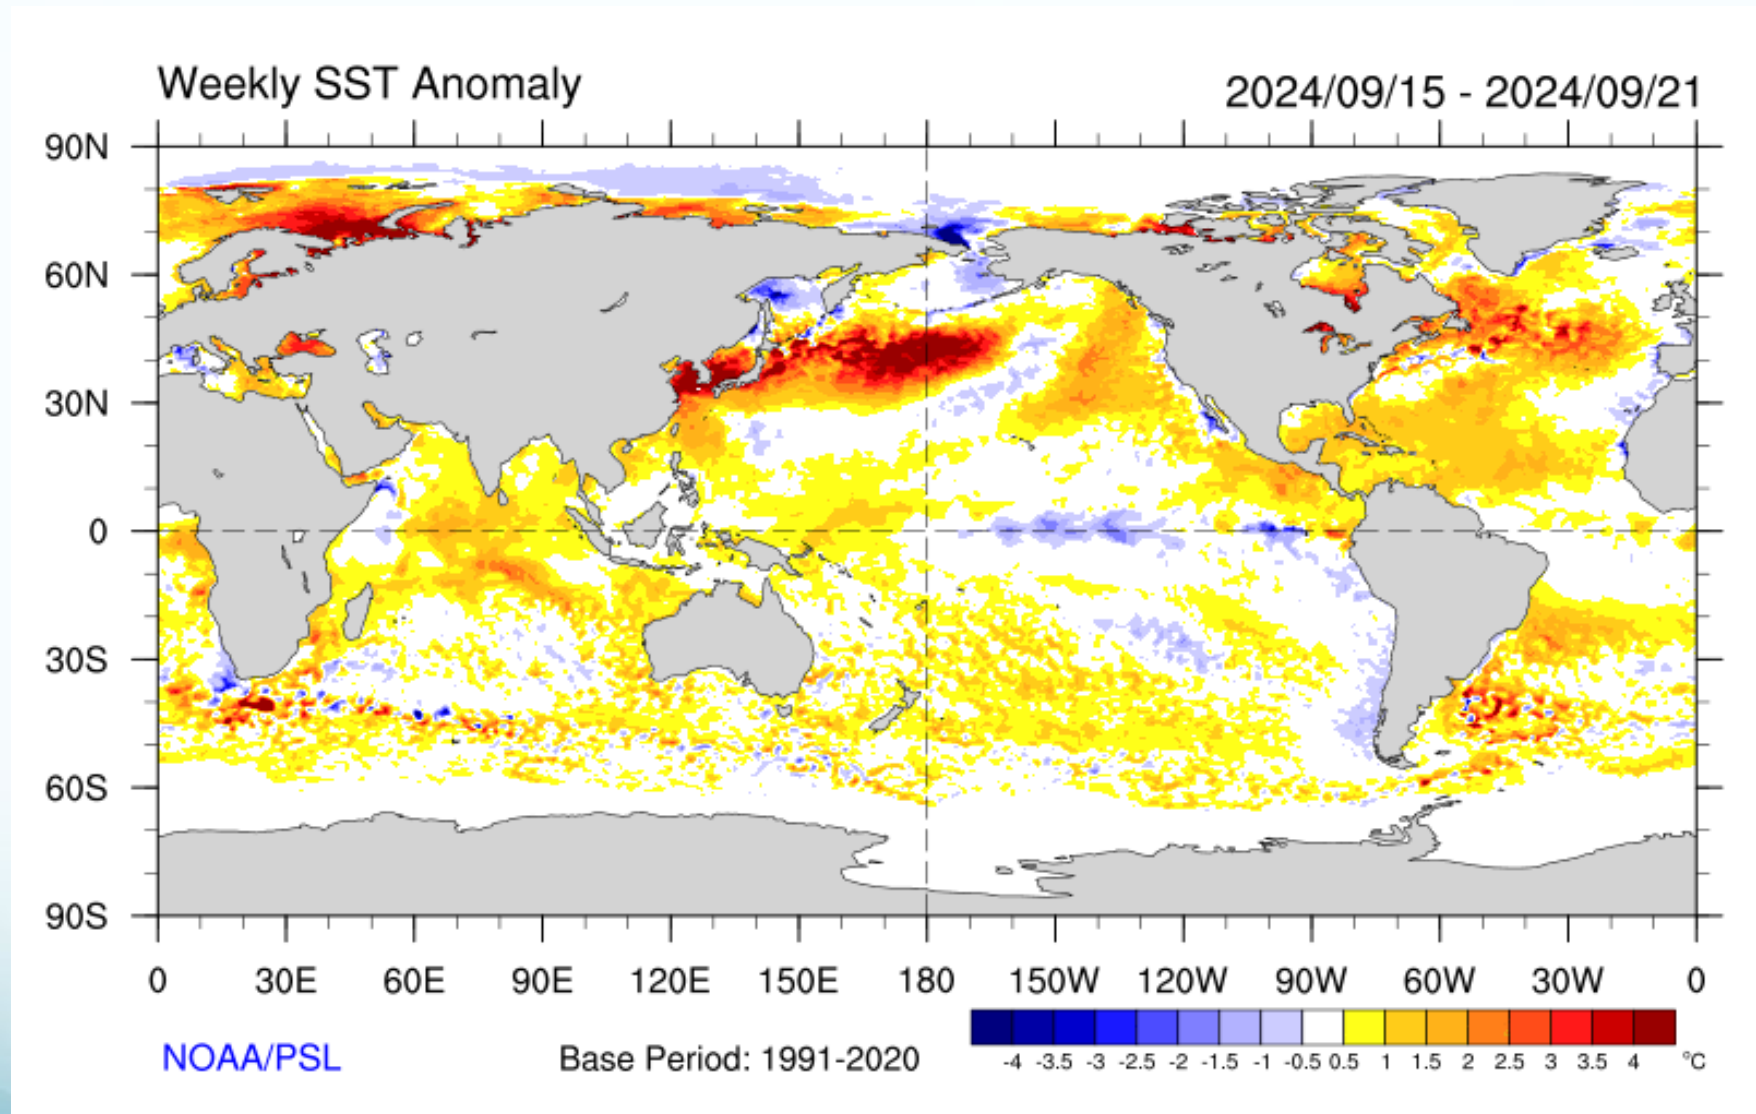 Weekly SST Anomaly
2024/09/15 - 2024/09/21
90N
60N
30N
0
30S
60S
90S
0 30E 60E 90E 120E 150E 180 150W 120W 90W 60W 30W 0
NOAA/PSL
Base Period: 1991-2020
-4 -3.5 -3 -2.5 -2 -1.5 -1 -0.5 0.5 1 1.5 2 2.5 3 3.5 4 °C